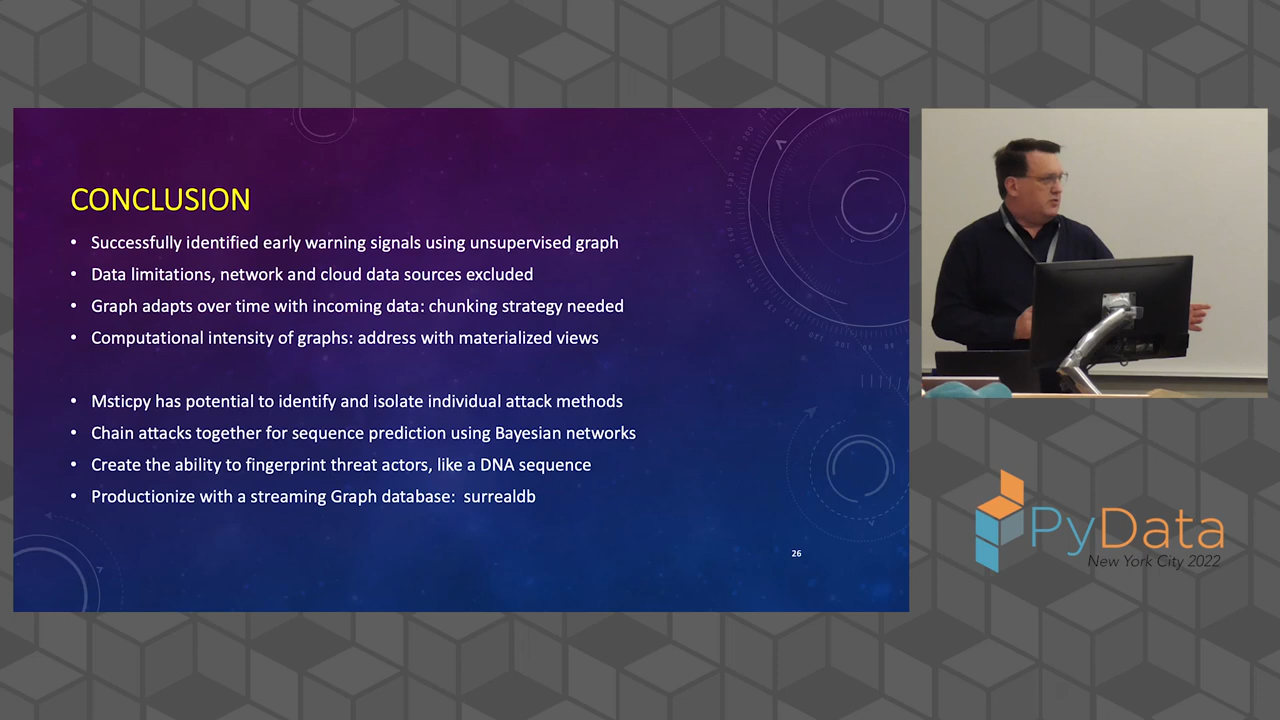 CONCLUSION
• Successfully identified early warning signals using unsupervised graph
• Data limitations, network and cloud data sources excluded
• Graph adapts over time with incoming data: chunking strategy needed
• Computational intensity of graphs: address with materialized views
• Msticpy has potential to identify and isolate individual attack methods
• Chain attacks together for sequence prediction using Bayesian networks
• Create the ability to fingerprint threat actors, like a DNA sequence
• Productionize with a streaming Graph database: surrealdb
26
PyData
New York City 2022